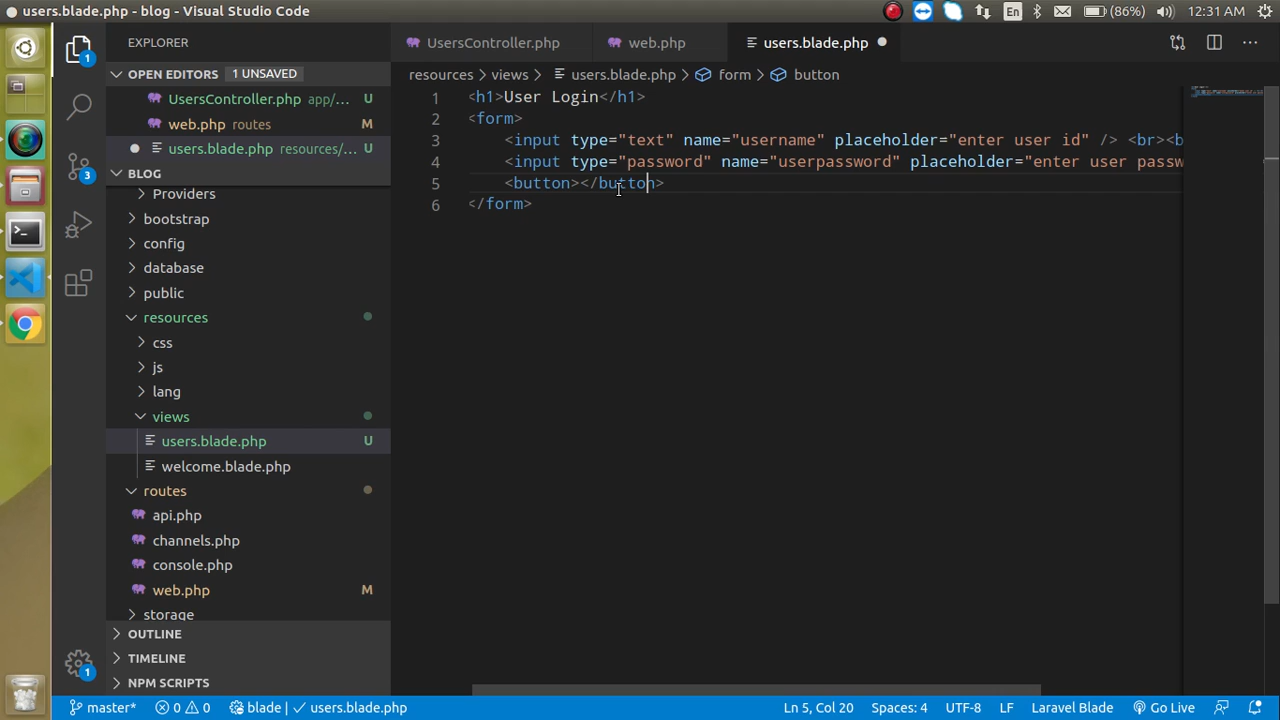 users.blade.php - blog - Visual Studio Code
En
(86%)
12:31 AM
EXPLORER
UsersController.php
web.php
users.blade.php
OPEN EDITORS
1 UNSAVED
resources
views
users.blade.php
form
button
UsersController.php app/... U
web.php routes M
users.blade.php resources/... U
BLOG
Providers
bootstrap
config
database
public
resources
css
js
lang
views
users.blade.php U
welcome.blade.php
routes
api.php
channels.php
console.php
web.php M
storage
OUTLINE
TIMELINE
NPM SCRIPTS
1
3
1
1 <h1>User Login</h1>
2 <form>
3 <input type="text" name="username" placeholder="enter user id" /> <br><b
4 <input type="password" name="userpassword" placeholder="enter user passw
5 <button></button>
6 </form>
master*
0
0
blade
users.blade.php
Ln 5, Col 20
Spaces: 4
UTF-8
LF
Laravel Blade
Go Live